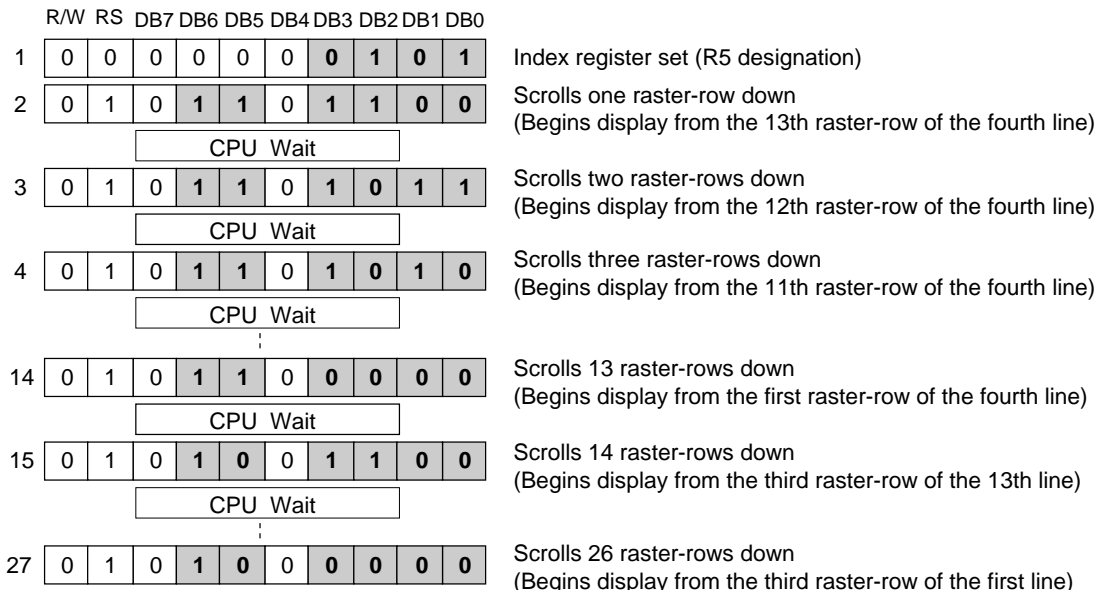 R/W RS DB7 DB6 DB5 DB4 DB3 DB2 DB1 DB0
1 0 0 0 0 0 0 0 1 0 1 Index register set (R5 designation)
2 0 1 0 1 1 0 1 1 0 0 Scrolls one raster-row down
(Begins display from the 13th raster-row of the fourth line)
CPU Wait
3 0 1 0 1 1 0 1 0 1 1 Scrolls two raster-rows down
(Begins display from the 12th raster-row of the fourth line)
CPU Wait
4 0 1 0 1 1 0 1 0 1 0 Scrolls three raster-rows down
(Begins display from the 11th raster-row of the fourth line)
CPU Wait
14 0 1 0 1 1 0 0 0 0 0 Scrolls 13 raster-rows down
(Begins display from the first raster-row of the fourth line)
CPU Wait
15 0 1 0 1 0 0 1 1 0 0 Scrolls 14 raster-rows down
(Begins display from the third raster-row of the 13th line)
CPU Wait
27 0 1 0 1 0 0 0 0 0 0 Scrolls 26 raster-rows down
(Begins display from the third raster-row of the first line)